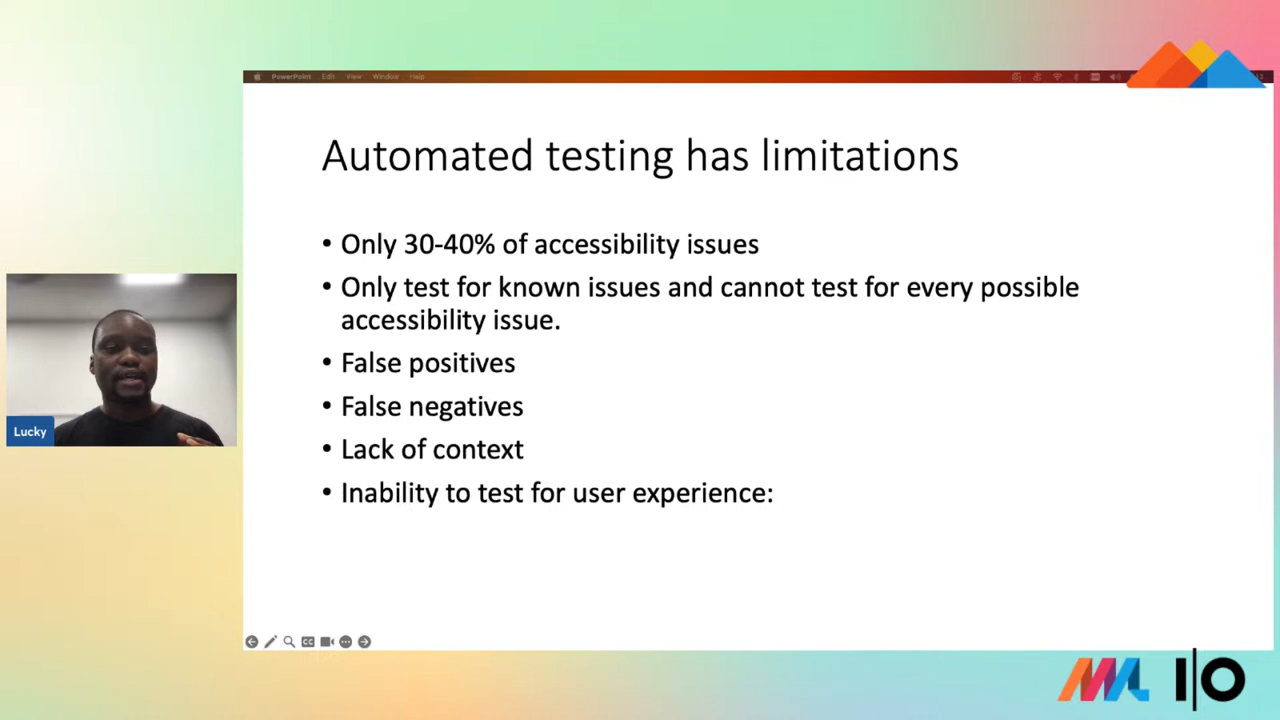 PowerPoint Edit View Window Help
Automated testing has limitations
• Only 30-40% of accessibility issues
• Only test for known issues and cannot test for every possible
accessibility issue.
• False positives
• False negatives
• Lack of context
• Inability to test for user experience:
Lucky
CC
I/O